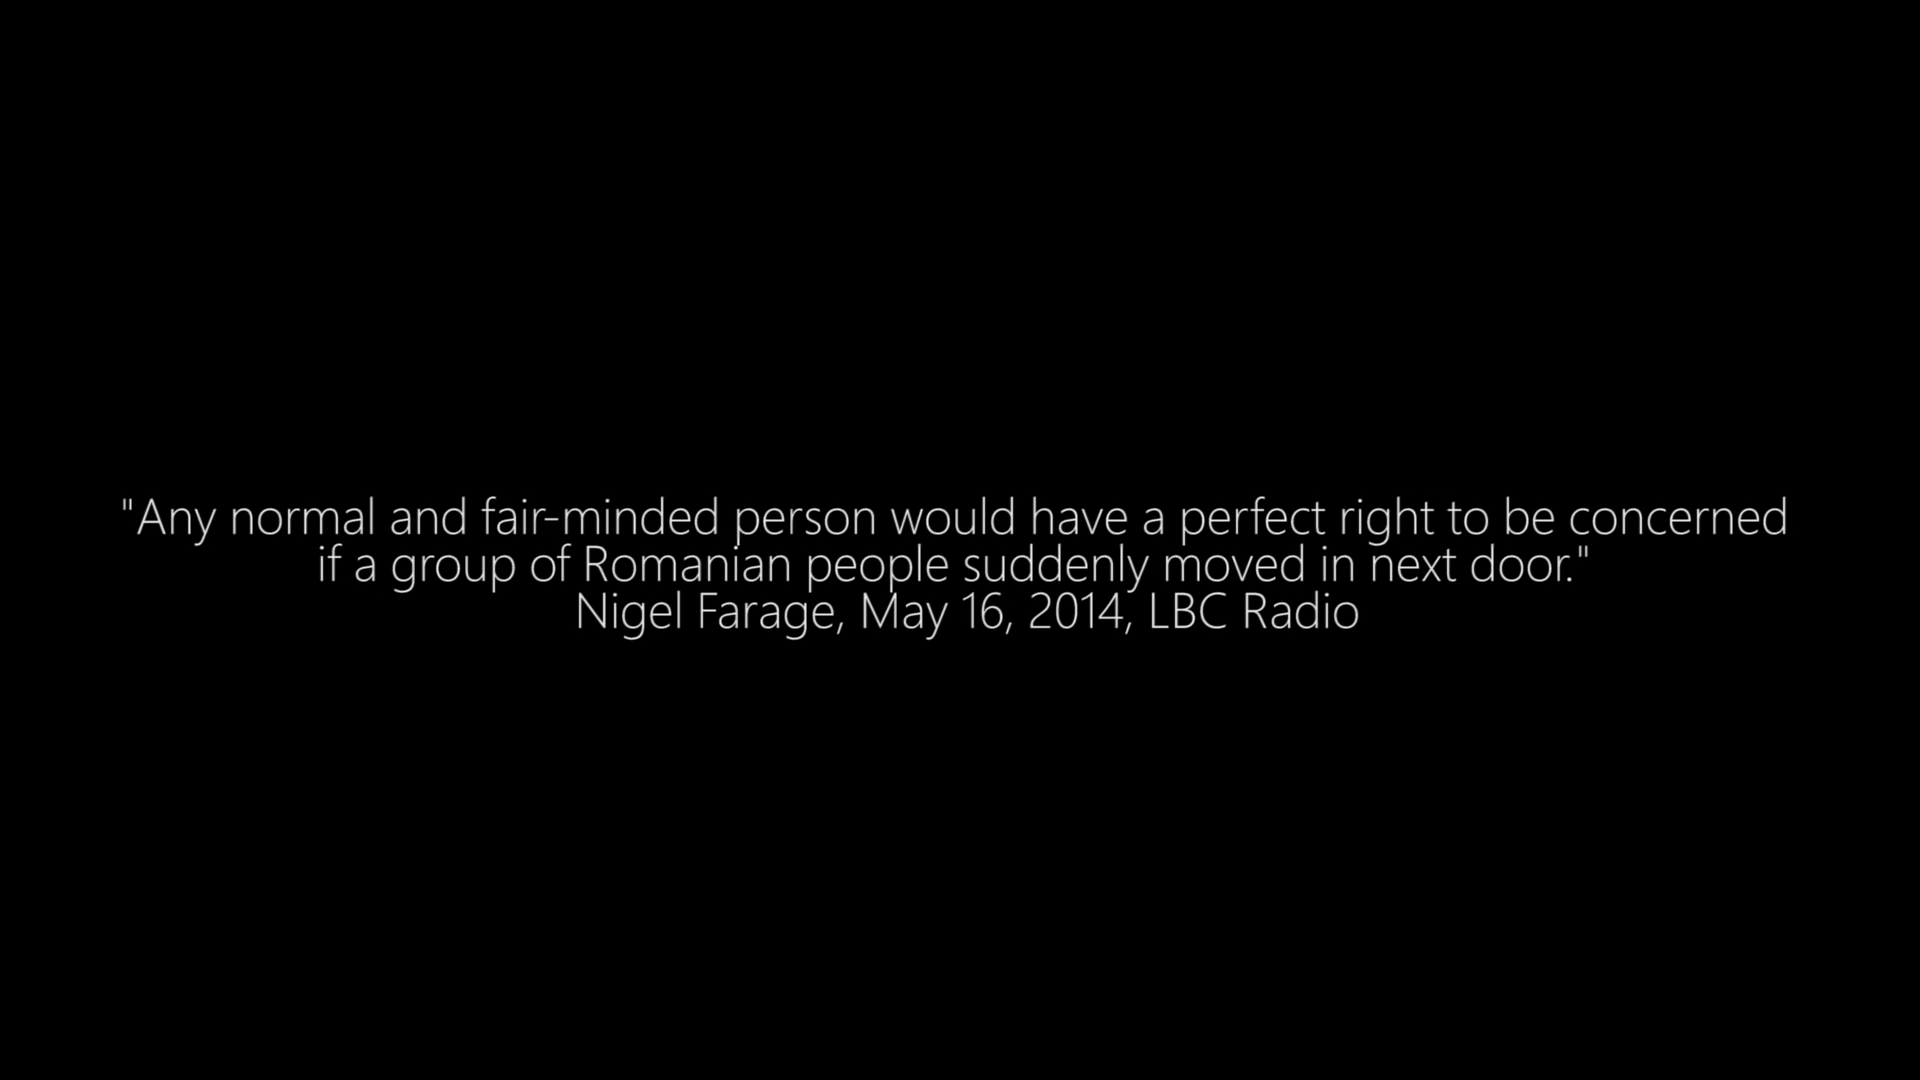 "Any normal and fair-minded person would have a perfect right to be concerned
if a group of Romanian people suddenly moved in next door."
Nigel Farage, May 16, 2014, LBC Radio